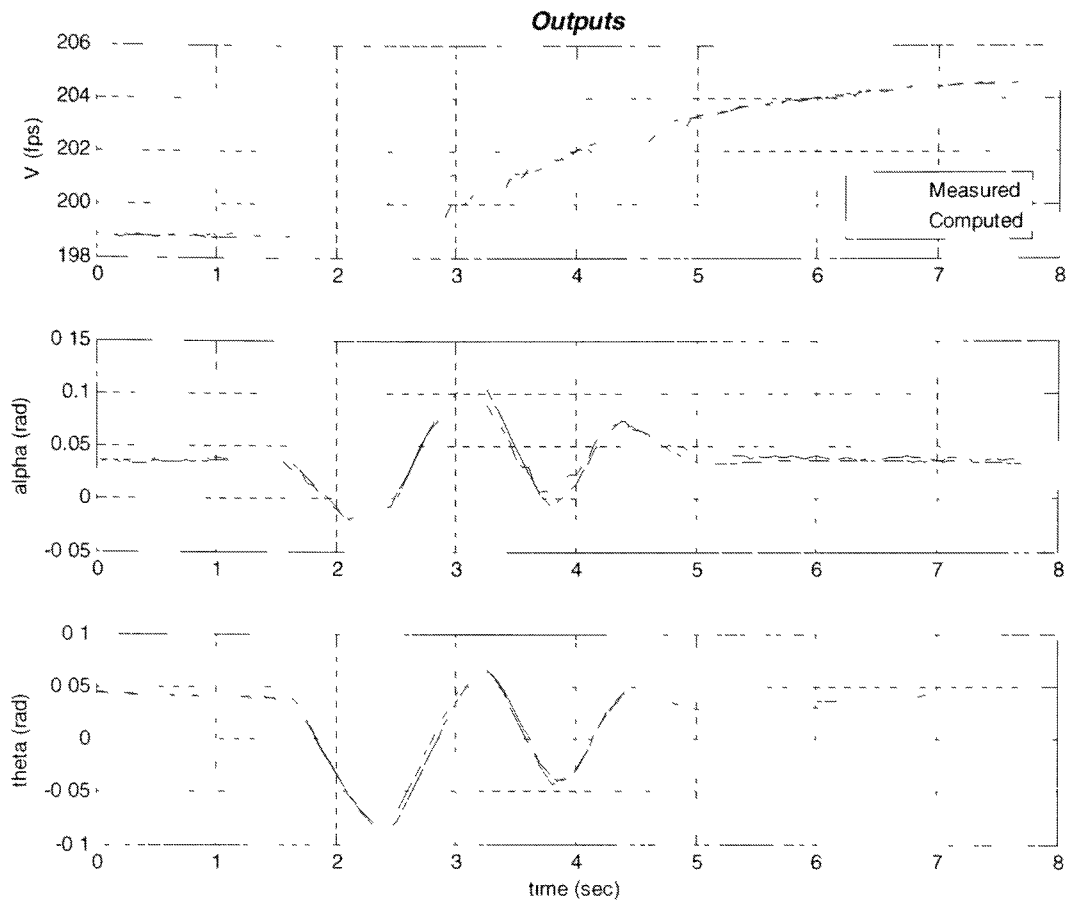 Outputs
206
204
202
200
198
V (fps)
Measured
Computed
0 1 2 3 4 5 6 7 8
0 15
0.1
0.05
0
-0 05
alpha (rad)
0 1 2 3 4 5 6 7 8
0 1
0 05
0
-0 05
-0 1
theta (rad)
0 1 2 3 4 5 6 7 8
time (sec)